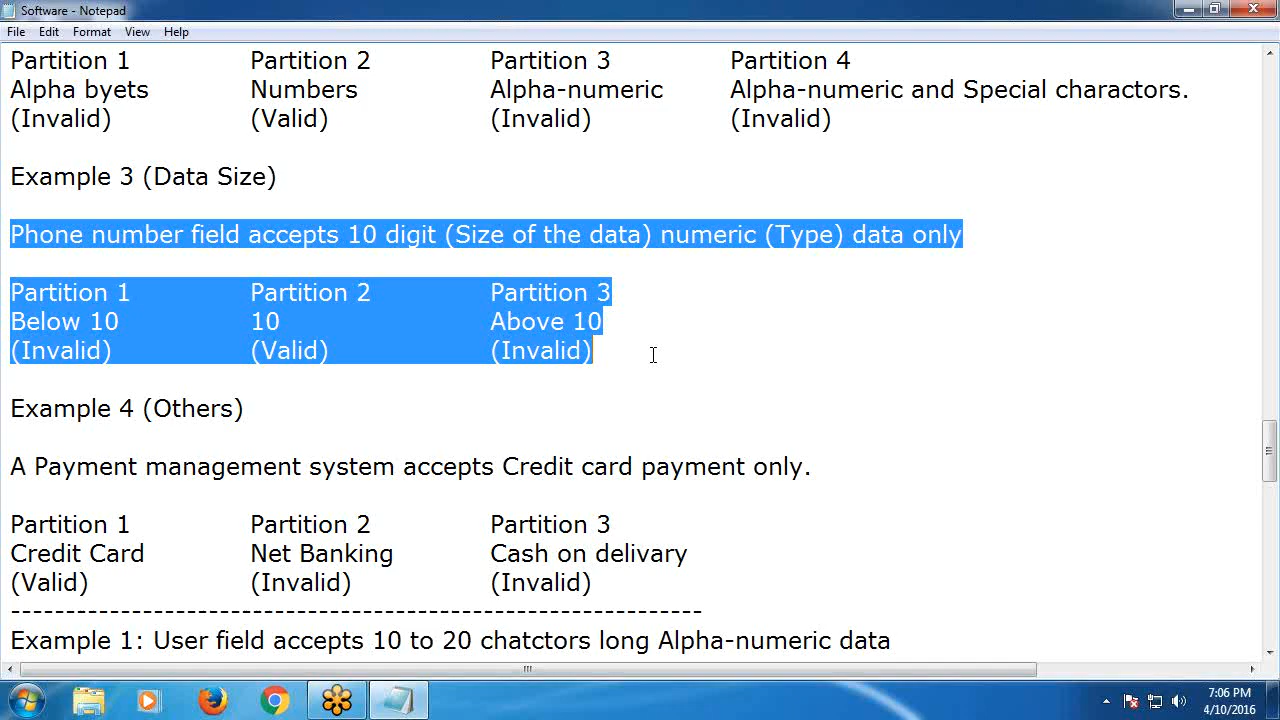 Software - Notepad
File Edit Format View Help
Partition 1 Partition 2 Partition 3 Partition 4
Alpha byets Numbers Alpha-numeric Alpha-numeric and Special charactors.
(Invalid) (Valid) (Invalid) (Invalid)
Example 3 (Data Size)
Phone number field accepts 10 digit (Size of the data) numeric (Type) data only
Partition 1 Partition 2 Partition 3
Below 10 10 Above 10
(Invalid) (Valid) (Invalid)
Example 4 (Others)
A Payment management system accepts Credit card payment only.
Partition 1 Partition 2 Partition 3
Credit Card Net Banking Cash on delivary
(Valid) (Invalid) (Invalid)
---------------------------------------------------------------
Example 1: User field accepts 10 to 20 chatctors long Alpha-numeric data
7:06 PM
4/10/2016